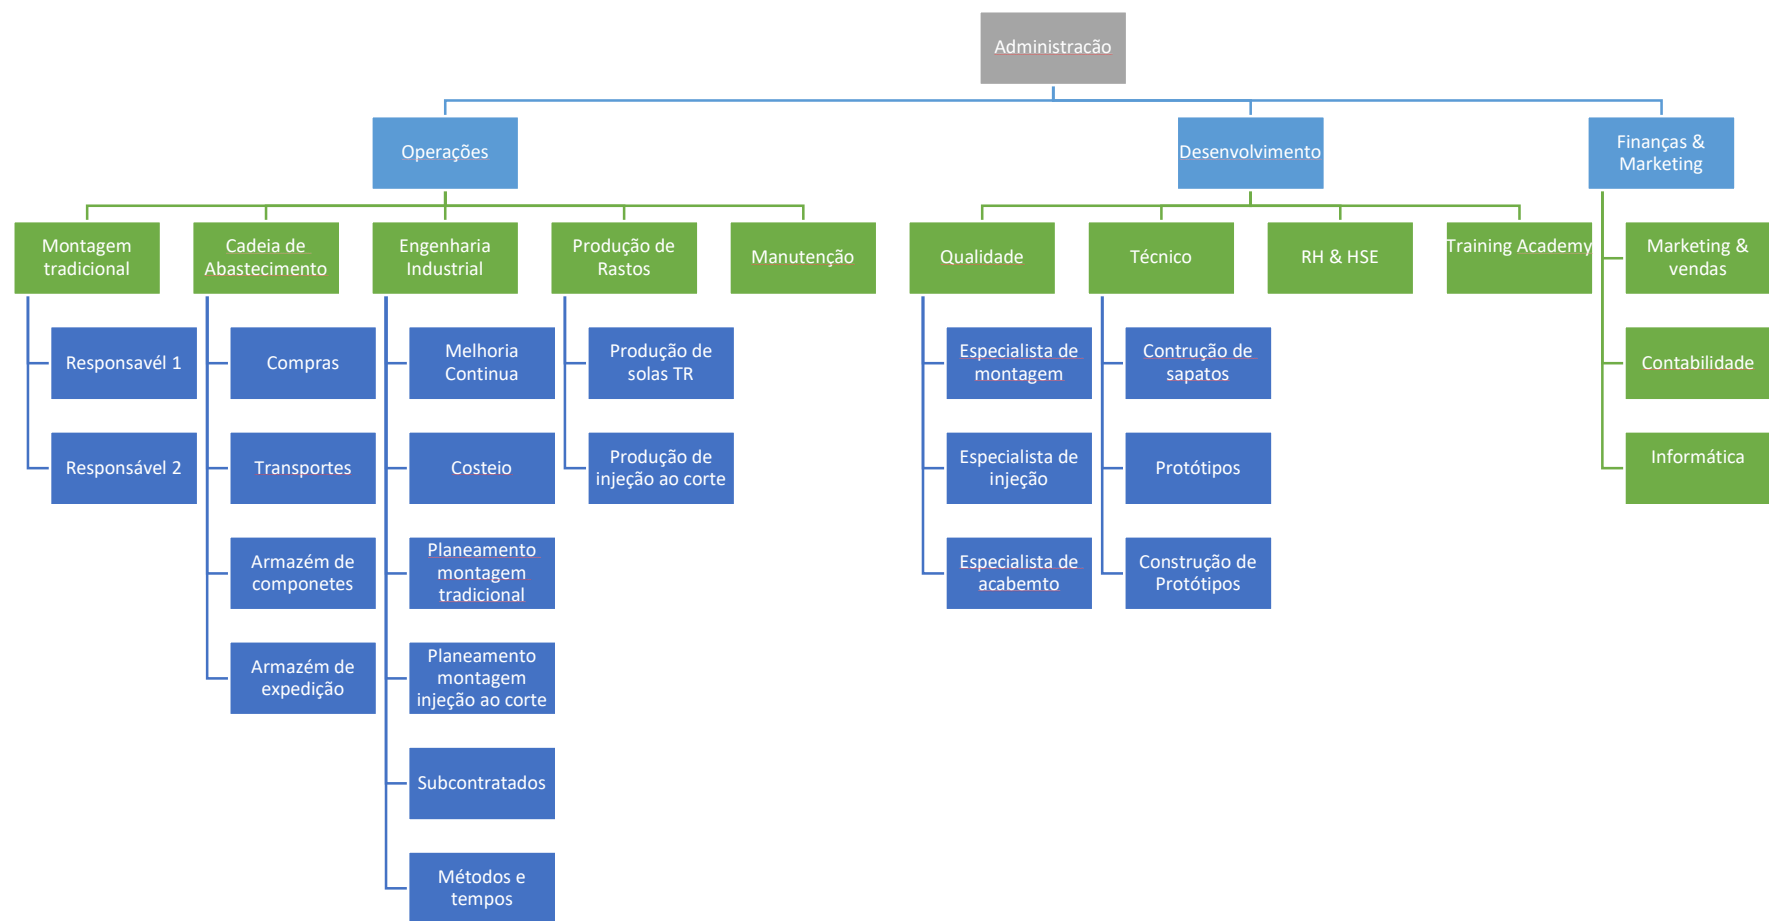 Administracão
Operações
Desenvolvimento
Finanças &
Marketing
Montagem
tradicional
Cadeia de
Abastecimento
Engenharia
Industrial
Produção de
Rastos
Manutenção
Qualidade
Técnico
RH & HSE
Training Academy
Marketing &
vendas
Responsavél 1
Compras
Melhoria
Continua
Produção de
solas TR
Especialista de
montagem
Contrução de
sapatos
Contabilidade
Responsável 2
Transportes
Costeio
Produção de
injeção ao corte
Especialista de
injeção
Protótipos
Informática
Armazém de
componetes
Planeamento
montagem
tradicional
Especialista de
acabemto
Construção de
Protótipos
Armazém de
expedição
Planeamento
montagem
injeção ao corte
Subcontratados
Métodos e
tempos